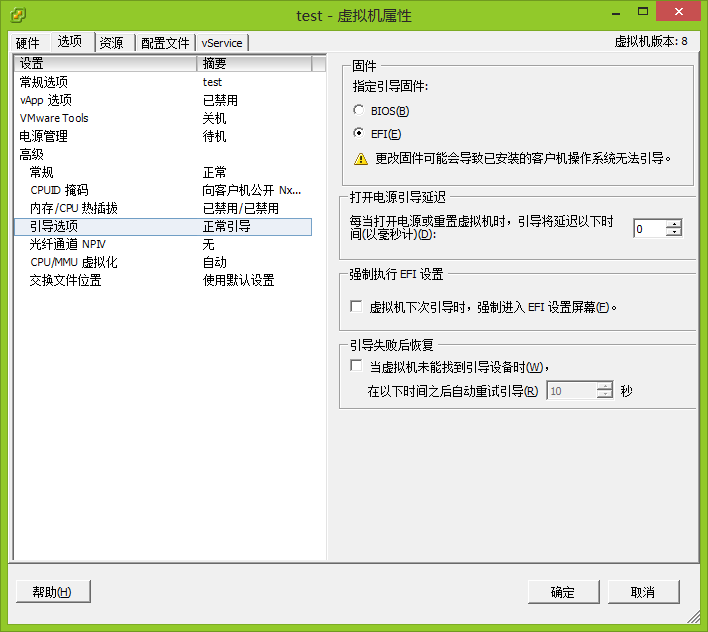 test - 虚拟机属性
硬件 选项 资源 配置文件 vService
虚拟机版本: 8
设置 摘要
常规选项 test
vApp 选项 已禁用
VMware Tools 关机
电源管理 待机
高级
常规 正常
CPUID 掩码 向客户机公开 Nx...
内存/CPU 热插拔 已禁用/已禁用
引导选项 正常引导
光纤通道 NPIV 无
CPU/MMU 虚拟化 自动
交换文件位置 使用默认设置
固件
指定引导固件:
BIOS(B)
EFI(E)
更改固件可能会导致已安装的客户机操作系统无法引导。
打开电源引导延迟
每当打开电源或重置虚拟机时，引导将延迟以下时
间(以毫秒计)(D):
0
强制执行 EFI 设置
虚拟机下次引导时，强制进入 EFI 设置屏幕(F)。
引导失败后恢复
当虚拟机未能找到引导设备时(W)，
在以下时间之后自动重试引导(R) 10 秒
帮助(H) 确定 取消